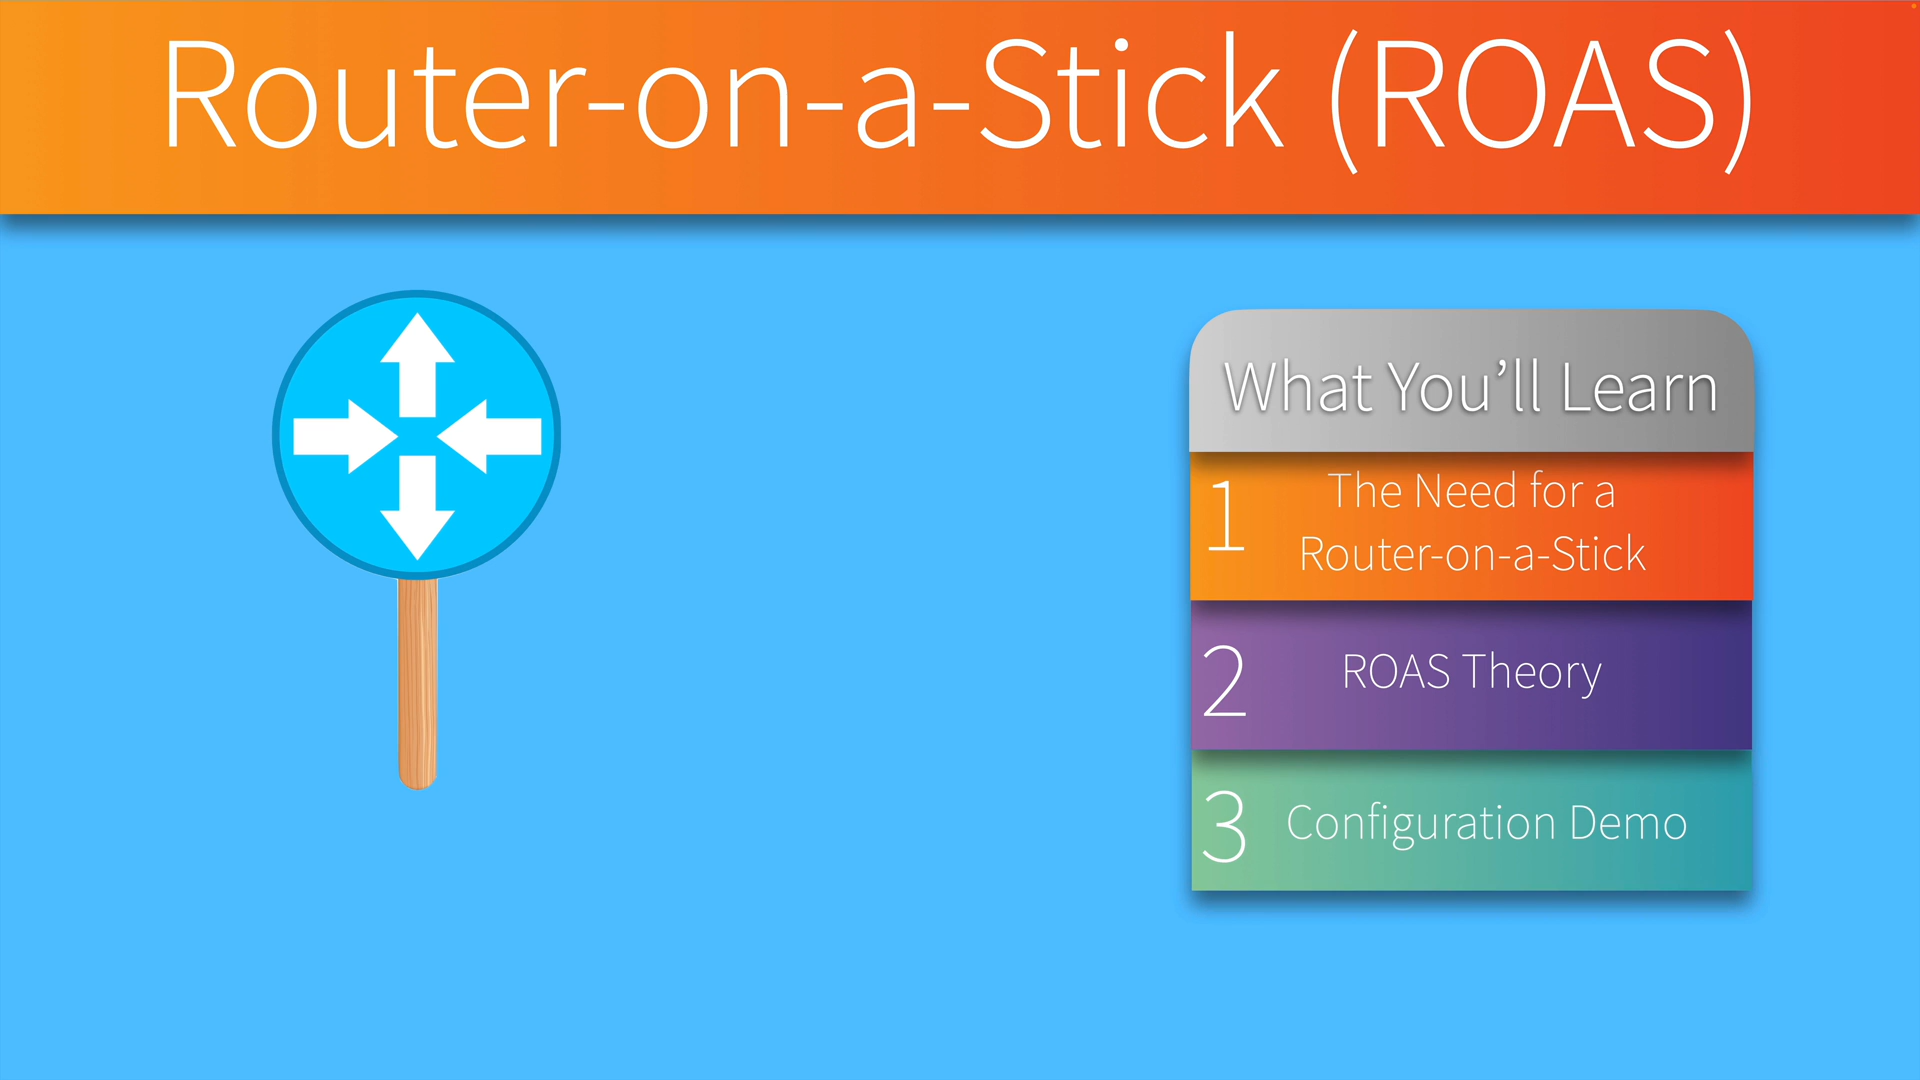 Router-on-a-Stick (ROAS)
What You’ll Learn
1
The Need for a
Router-on-a-Stick
2
ROAS Theory
3
Configuration Demo